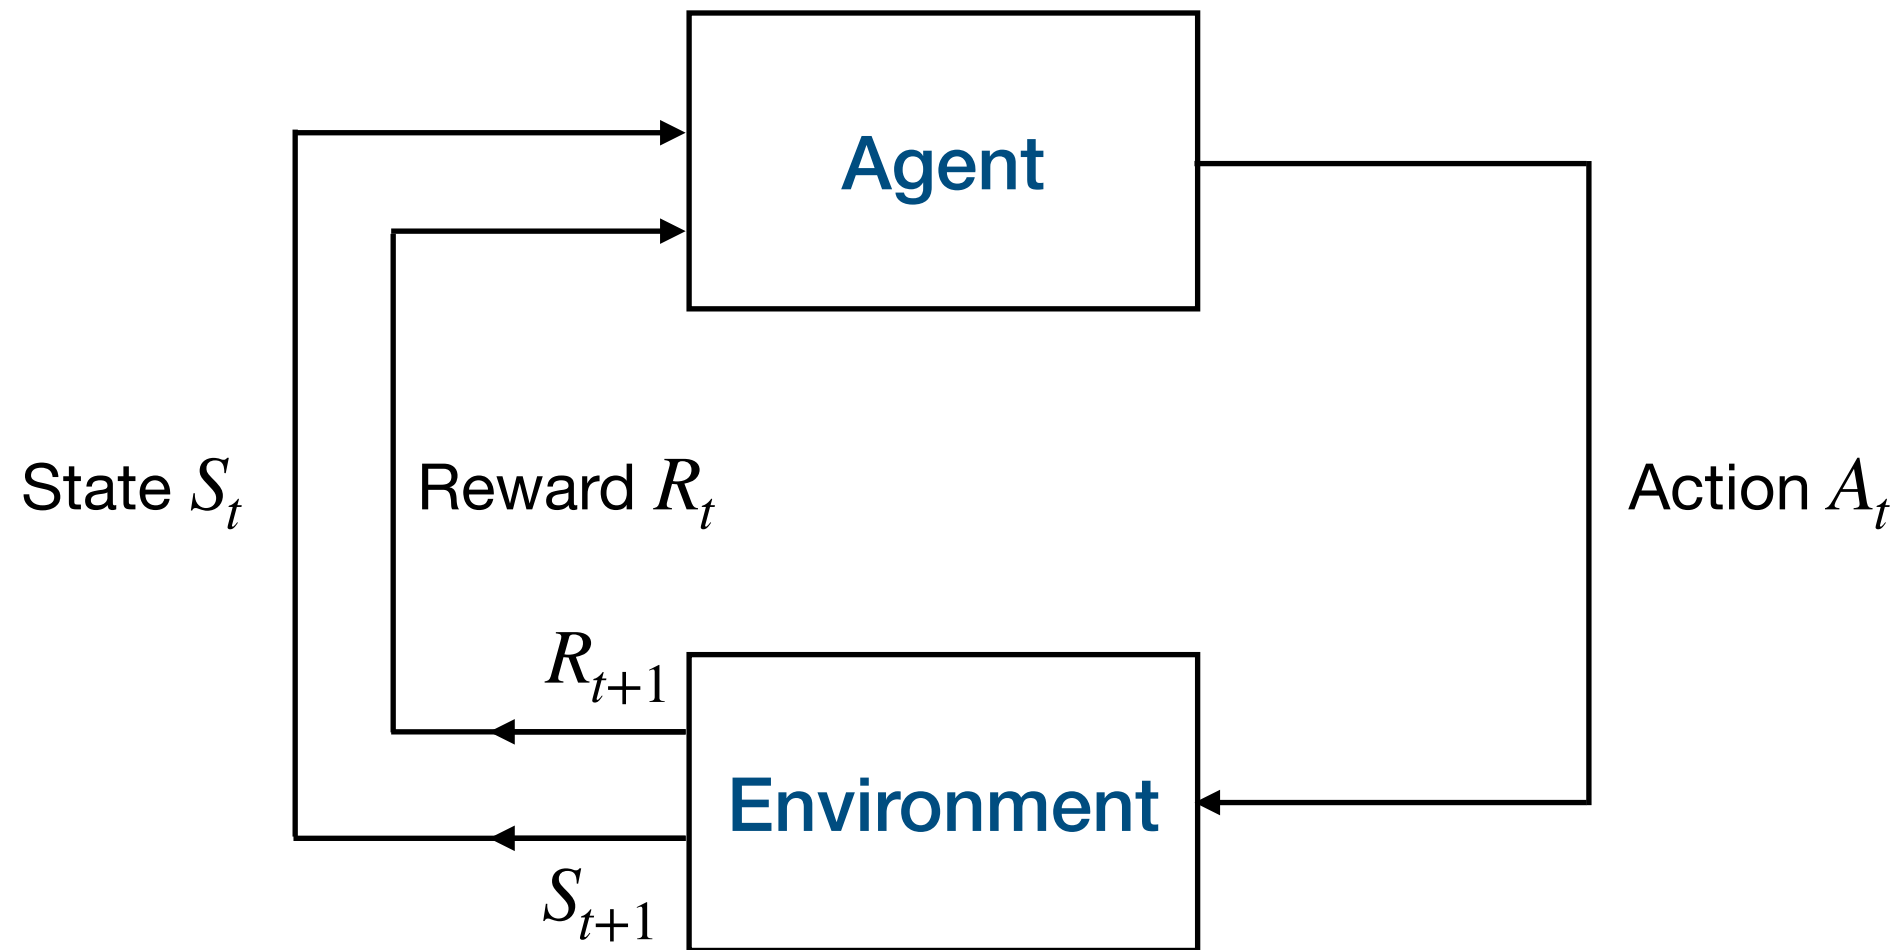 Agent
State S_t
Reward R_t
Action A_t
R_{t+1}
Environment
S_{t+1}